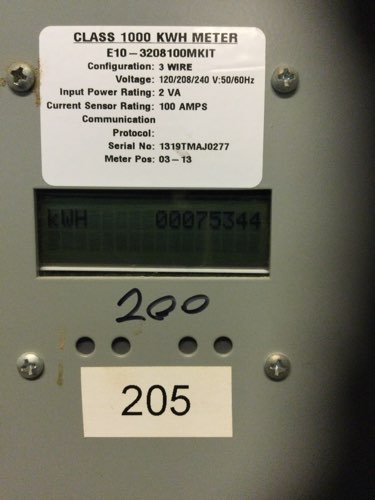 CLASS 1000 KWH METER
E10-3208100MKIT
Configuration: 3 WIRE
Voltage: 120/208/240 V:50/60Hz
Input Power Rating: 2 VA
Current Sensor Rating: 100 AMPS
Communication
Protocol:
Serial No: 1319TMAJ0277
Meter Pos: 03-13
kWH 00075344
200
205